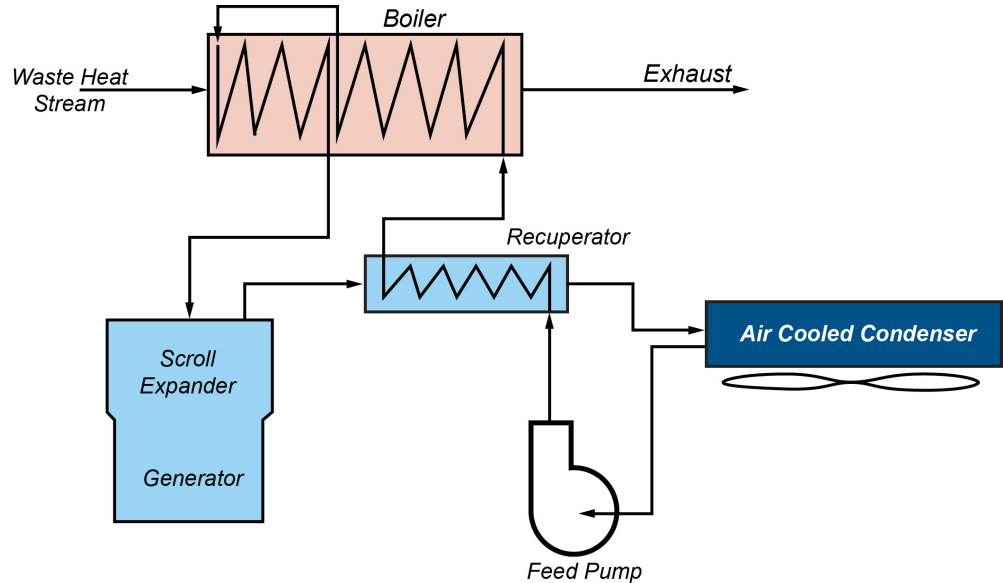 Boiler
Waste Heat
Stream
Exhaust
Recuperator
Air Cooled Condenser
Scroll
Expander
Generator
Feed Pump